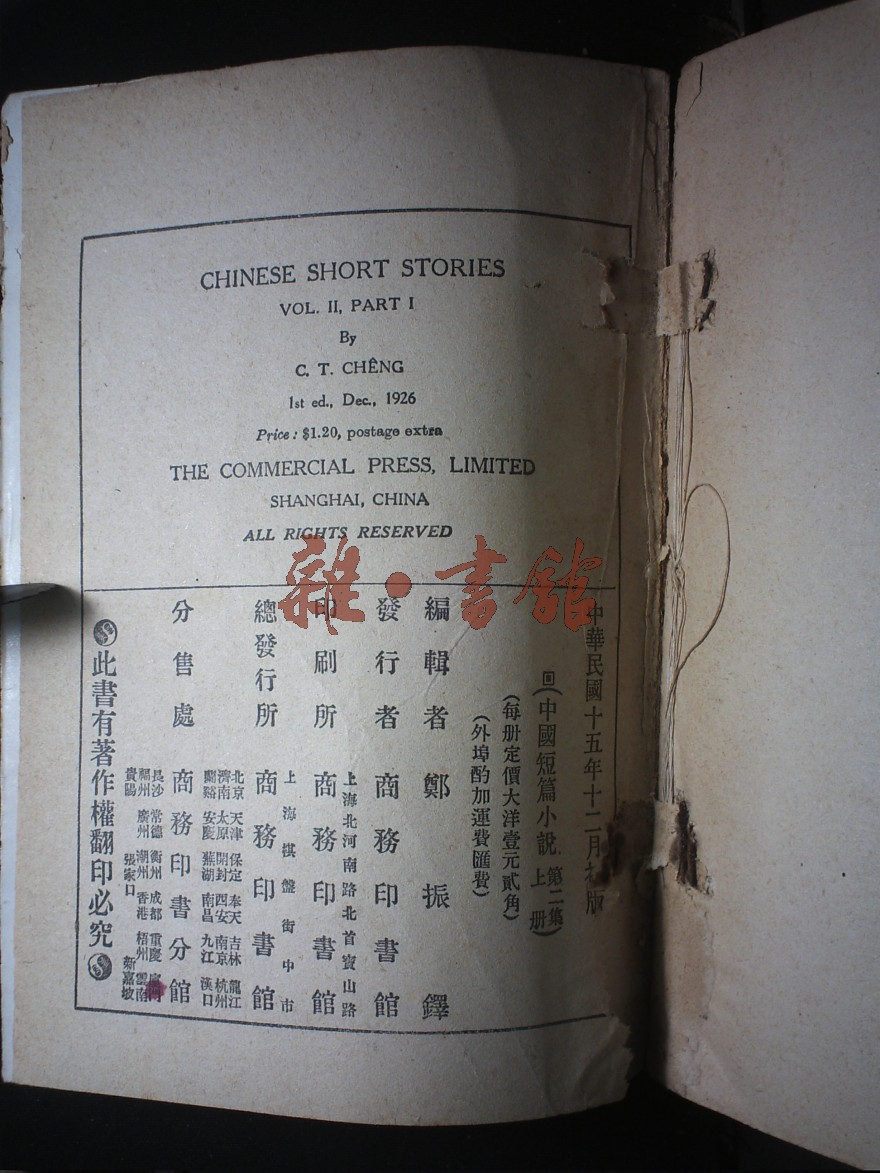 CHINESE SHORT STORIES
VOL. II, PART I
By
C. T. CHÊNG
1st ed., Dec., 1926
Price: $1.20, postage extra
THE COMMERCIAL PRESS, LIMITED
SHANGHAI, CHINA
ALL RIGHTS RESERVED
雜·書館
中華民國十五年十二月初版
(中國短篇小說 第二集 上册)
(每册定價大洋壹元貳角)
(外埠酌加運費匯費)
編輯者 鄭振鐸
發行者 商務印書館
上海北河南路北首寶山路
印刷所 商務印書館
上海棋盤街中市
總發行所 商務印書館
北京 天津 保定 奉天 吉林 龍江
濟南 太原 開封 西安 南京 杭州
蘭谿 安慶 蕪湖 南昌 九江 漢口
分售處 商務印書分館
長沙 常德 衡州 成都 重慶
福州 廣州 潮州 香港 梧州 雲南
貴陽 張家口 新嘉坡
此書有著作權翻印必究